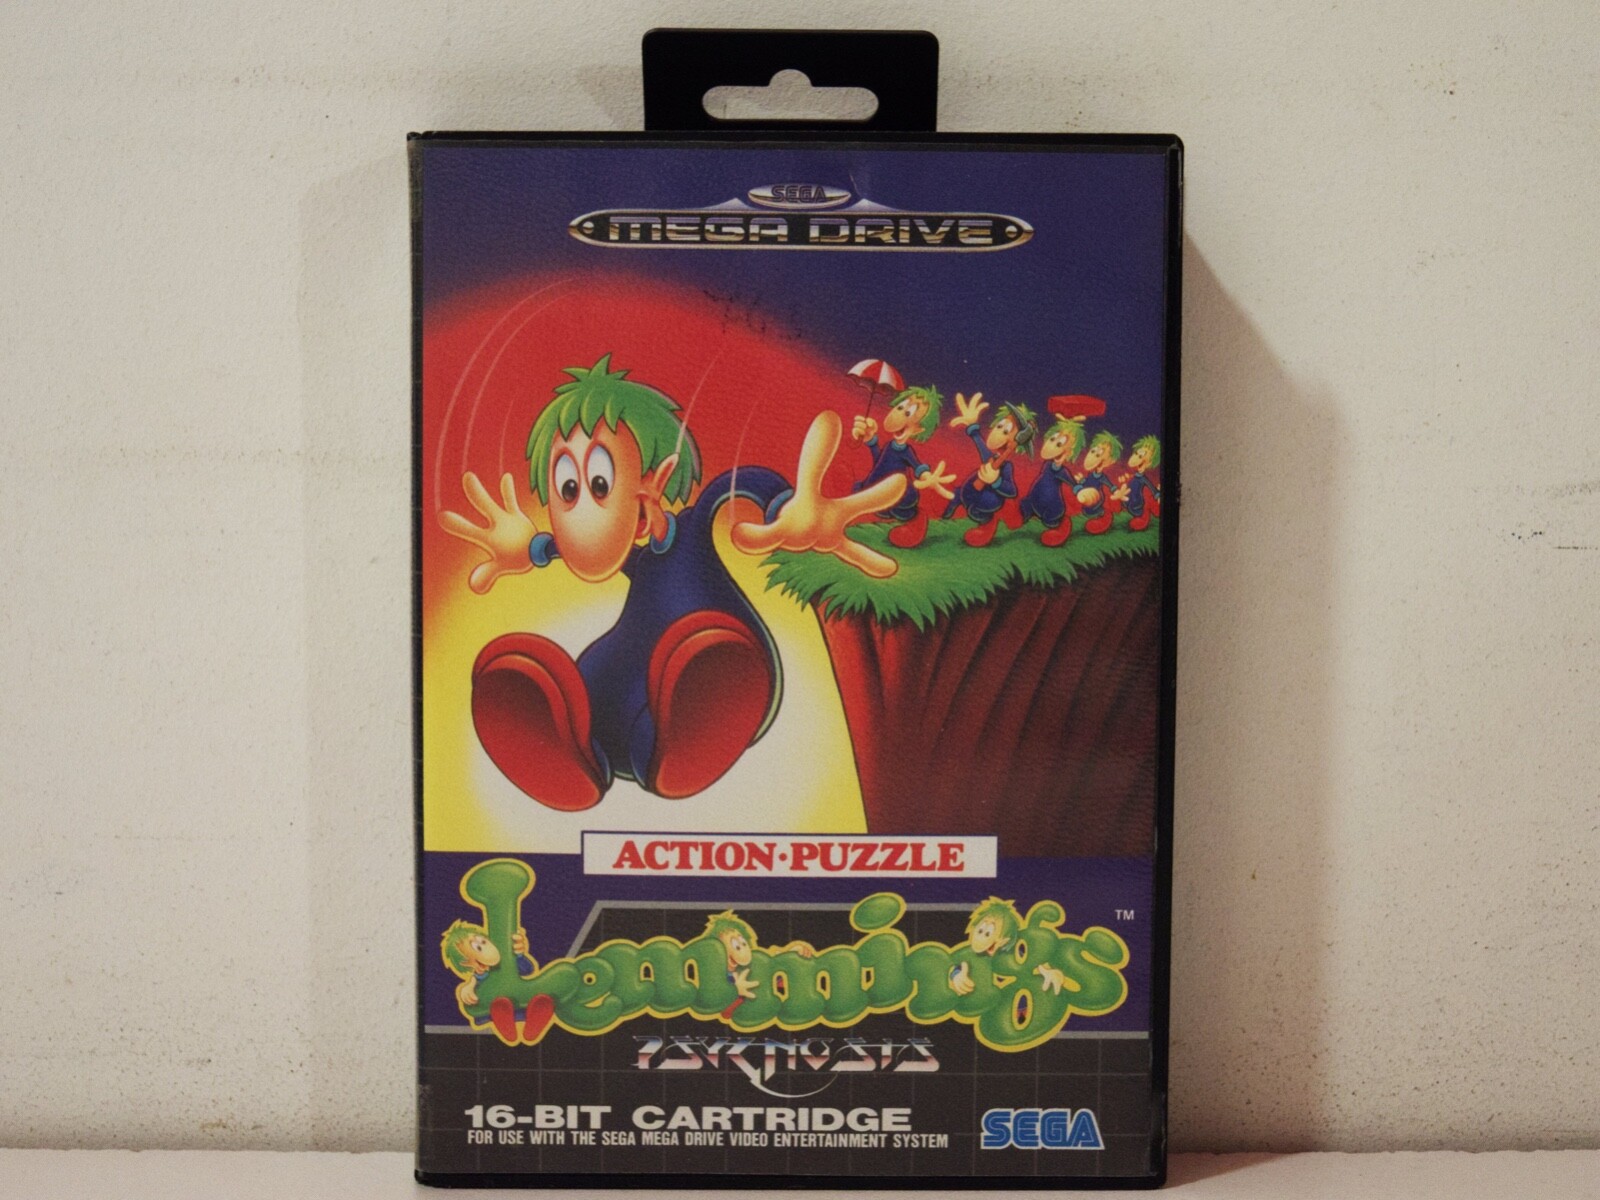 SEGA
MEGA DRIVE
ACTION·PUZZLE
Lemmings
TM
PSYGNOSIS
16-BIT CARTRIDGE
FOR USE WITH THE SEGA MEGA DRIVE VIDEO ENTERTAINMENT SYSTEM
SEGA